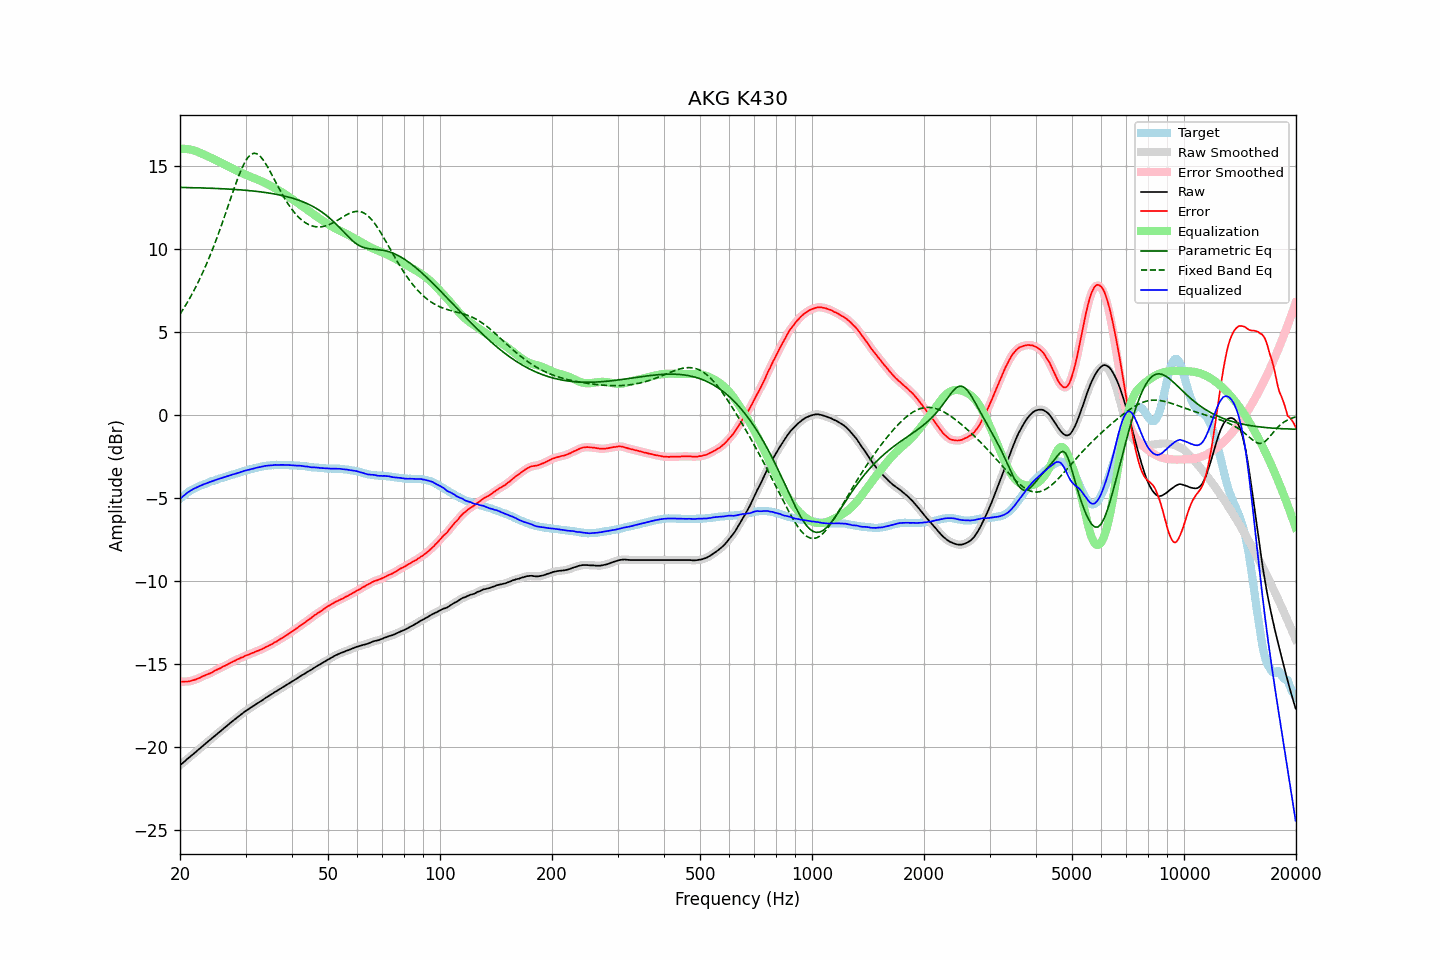 AKG K430
Amplitude (dBr)
15
10
5
0
−5
−10
−15
−20
−25
20
50
100
200
500
1000
2000
5000
10000
20000
Frequency (Hz)
Target
Raw Smoothed
Error Smoothed
Raw
Error
Equalization
Parametric Eq
Fixed Band Eq
Equalized